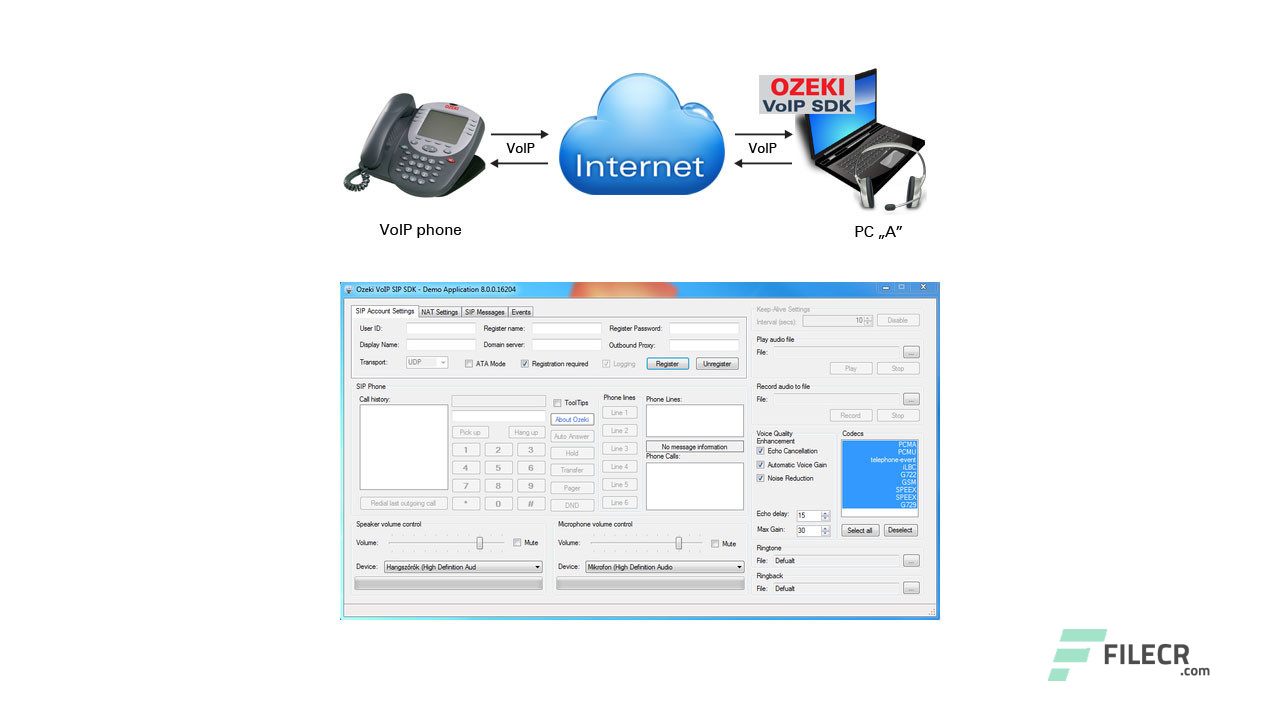 OZEKI
OZEKI
VoIP SDK
VoIP
VoIP
Internet
VoIP phone
PC „A”
Ozeki VoIP SIP SDK - Demo Application 8.0.0.16204
SIP Account Settings NAT Settings SIP Messages Events
User ID: Register name: Register Password:
Display Name: Domain server: Outbound Proxy:
Transport: UDP ATA Mode Registration required Logging Register Unregister
Keep Alive Settings
Interval (secs): 10 Disable
Play audio file
File: ...
Play Stop
Record audio to file
File: ...
Record Stop
SIP Phone
Call history:
Pick up Hang up
1 2 3
4 5 6
7 8 9
* 0 #
Redial last outgoing call
ToolTips
About Ozeki
Auto Answer
Hold
Transfer
Pager
DND
Phone lines
Line 1
Line 2
Line 3
Line 4
Line 5
Line 6
Phone Lines:
No message information
Phone Calls:
Voice Quality
Enhancement
Echo Cancellation
Automatic Voice Gain
Noise Reduction
Echo delay: 15
Max Gain: 30
Codecs
PCMA
PCMU
telephone-event
iLBC
G722
GSM
SPEEX
SPEEX
G729
Select all Deselect
Speaker volume control
Volume: Mute
Device: Hangszórók (High Definition Aud
Microphone volume control
Volume: Mute
Device: Mikrofon (High Definition Audio
Ringtone
File: Defualt ...
Ringback
File: Defualt ...
FILECR
.com